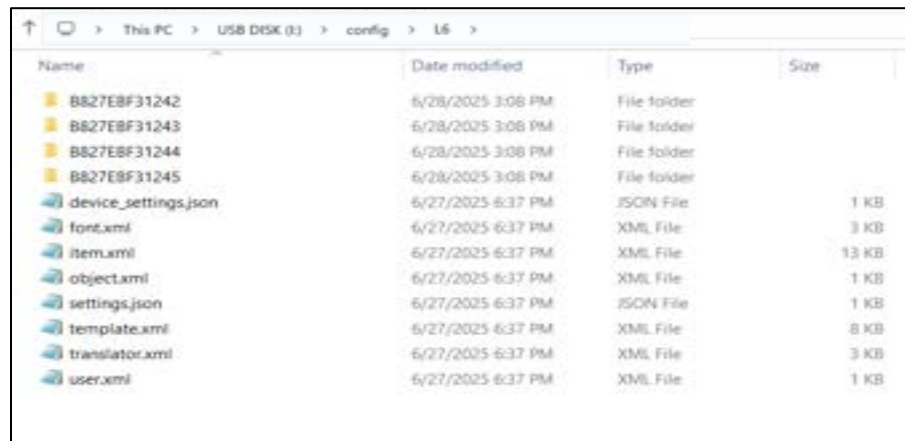 This PC > USB DISK (I:) > config > L6 >
Name Date modified Type Size
B827EBF31242 6/28/2025 3:08 PM File folder
B827EBF31243 6/28/2025 3:08 PM File folder
B827EBF31244 6/28/2025 3:08 PM File folder
B827EBF31245 6/28/2025 3:08 PM File folder
device_settings.json 6/27/2025 6:37 PM JSON File 1 KB
font.xml 6/27/2025 6:37 PM XML File 3 KB
item.xml 6/27/2025 6:37 PM XML File 13 KB
object.xml 6/27/2025 6:37 PM XML File 1 KB
settings.json 6/27/2025 6:37 PM JSON File 1 KB
template.xml 6/27/2025 6:37 PM XML File 8 KB
translator.xml 6/27/2025 6:37 PM XML File 3 KB
user.xml 6/27/2025 6:37 PM XML File 1 KB